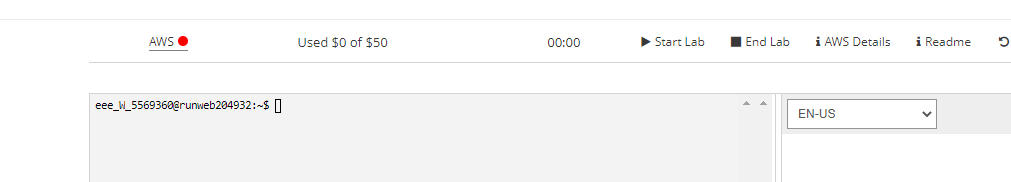 AWS Used $0 of $50 00:00 Start Lab End Lab AWS Details Readme
eee_W_5569360@runweb204932:~$
EN-US